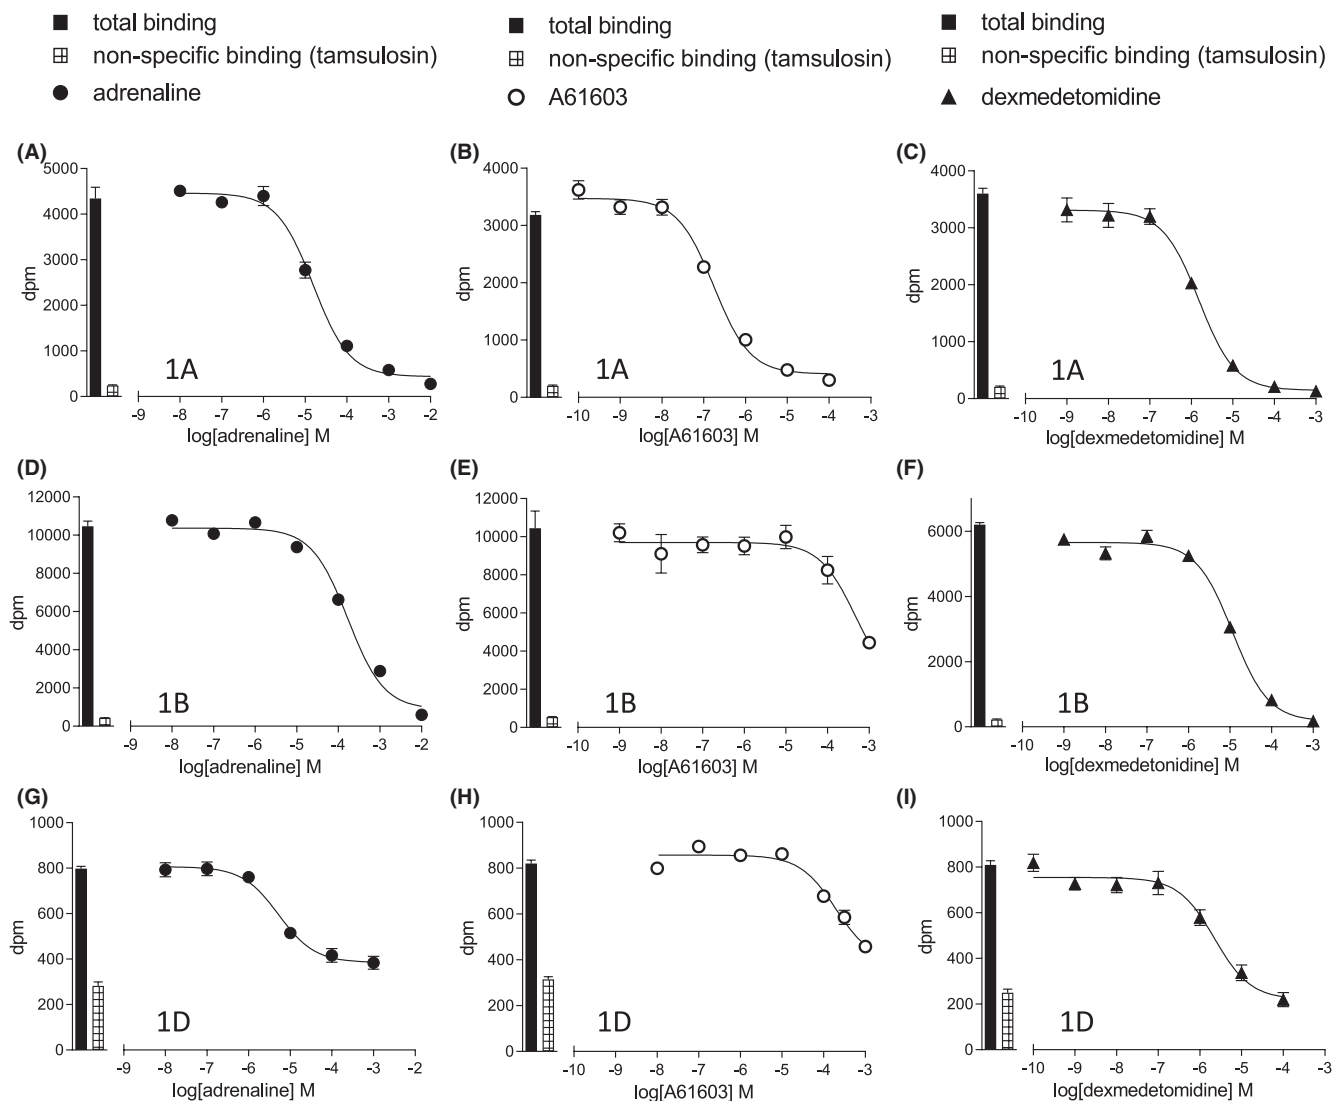 total binding
non-specific binding (tamsulosin)
adrenaline
total binding
non-specific binding (tamsulosin)
A61603
total binding
non-specific binding (tamsulosin)
dexmedetomidine
(A)
5000
4000
3000
2000
1000
0
dpm
1A
-9 -8 -7 -6 -5 -4 -3 -2
log[adrenaline] M
(B)
4000
3000
2000
1000
0
dpm
1A
-10 -9 -8 -7 -6 -5 -4 -3
log[A61603] M
(C)
4000
3000
2000
1000
0
dpm
1A
-10 -9 -8 -7 -6 -5 -4 -3
log[dexmedetomidine] M
(D)
12000
10000
8000
6000
4000
2000
0
dpm
1B
-9 -8 -7 -6 -5 -4 -3 -2
log[adrenaline] M
(E)
12000
10000
8000
6000
4000
2000
0
dpm
1B
-10 -9 -8 -7 -6 -5 -4 -3
log[A61603] M
(F)
6000
4000
2000
0
dpm
1B
-10 -9 -8 -7 -6 -5 -4 -3
log[dexmedetonidine] M
(G)
1000
800
600
400
200
0
dpm
1D
-9 -8 -7 -6 -5 -4 -3 -2
log[adrenaline] M
(H)
1000
800
600
400
200
0
dpm
1D
-10 -9 -8 -7 -6 -5 -4 -3
log[A61603] M
(I)
1000
800
600
400
200
0
dpm
1D
-10 -9 -8 -7 -6 -5 -4 -3
log[dexmedetomidine] M